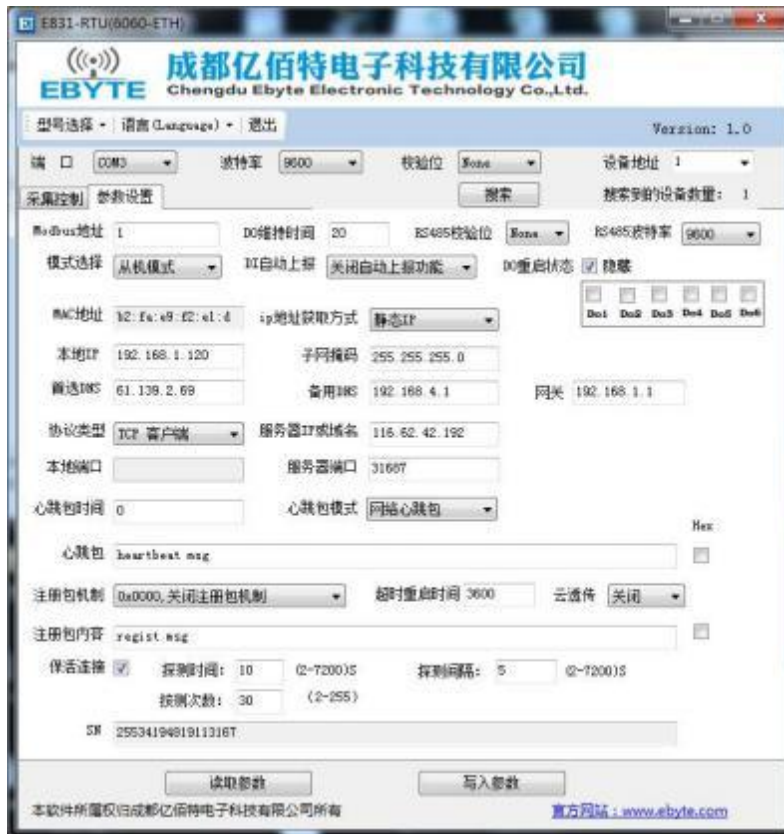 E831-RTU(6060-ETH)
EBYTE
成都亿佰特电子科技有限公司
Chengdu Ebyte Electronic Technology Co.,Ltd.
型号选择 语言(Language) 退出
Version: 1.0
端 口 COM3 波特率 9600 校验位 None 设备地址 1
采集控制 参数设置 搜索 搜索到的设备数量: 1
Modbus地址 1 DO维持时间 20 RS485校验位 None RS485波特率 9600
模式选择 从机模式 DI自动上报 关闭自动上报功能 DO重启状态 隐藏
Do1 Do2 Do3 Do4 Do5 Do6
MAC地址 b2:fa:e9:f2:e1:d ip地址获取方式 静态IP
本地IP 192.168.1.120 子网掩码 255.255.255.0
首选DNS 61.139.2.69 备用DNS 192.168.4.1 网关 192.168.1.1
协议类型 TCP 客户端 服务器IP或域名 116.62.42.192
本地端口 服务器端口 31687
心跳包时间 0 心跳包模式 网络心跳包
Hex
心跳包 heartbeat msg
注册包机制 0x0000,关闭注册包机制 超时重启时间 3600 云透传 关闭
注册包内容 regist msg
保活连接 探测时间: 10 (2-7200)S 探测间隔: 5 (2-7200)S
探测次数: 30 (2-255)
SN 25534194819113167
读取参数 写入参数
本软件所属权归成都亿佰特电子科技有限公司所有 官方网站:www.ebyte.com